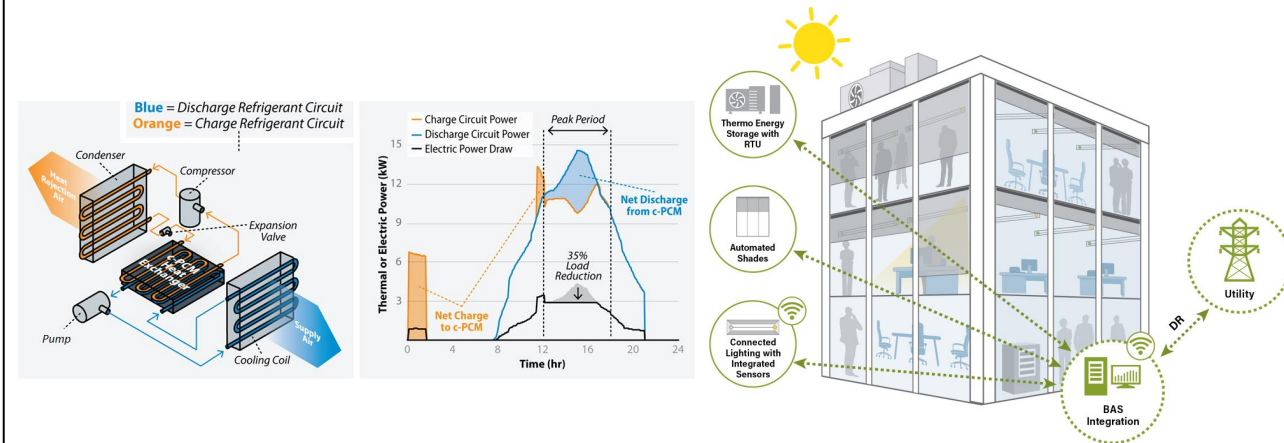 Blue = Discharge Refrigerant Circuit
Orange = Charge Refrigerant Circuit
Condenser
Compressor
Heat
Rejection
Air
Expansion
Valve
c-PCM
Heat
Exchanger
Pump
Supply
Air
Cooling Coil
Charge Circuit Power
Discharge Circuit Power
Electric Power Draw
Peak Period
Thermal or Electric Power (kW)
15
12
9
6
3
Net Discharge
from c-PCM
35%
Load
Reduction
Net Charge
to c-PCM
0
4
8
12
16
20
24
Time (hr)
Thermo Energy
Storage with
RTU
Automated
Shades
Connected
Lighting with
Integrated
Sensors
Utility
DR
BAS
Integration